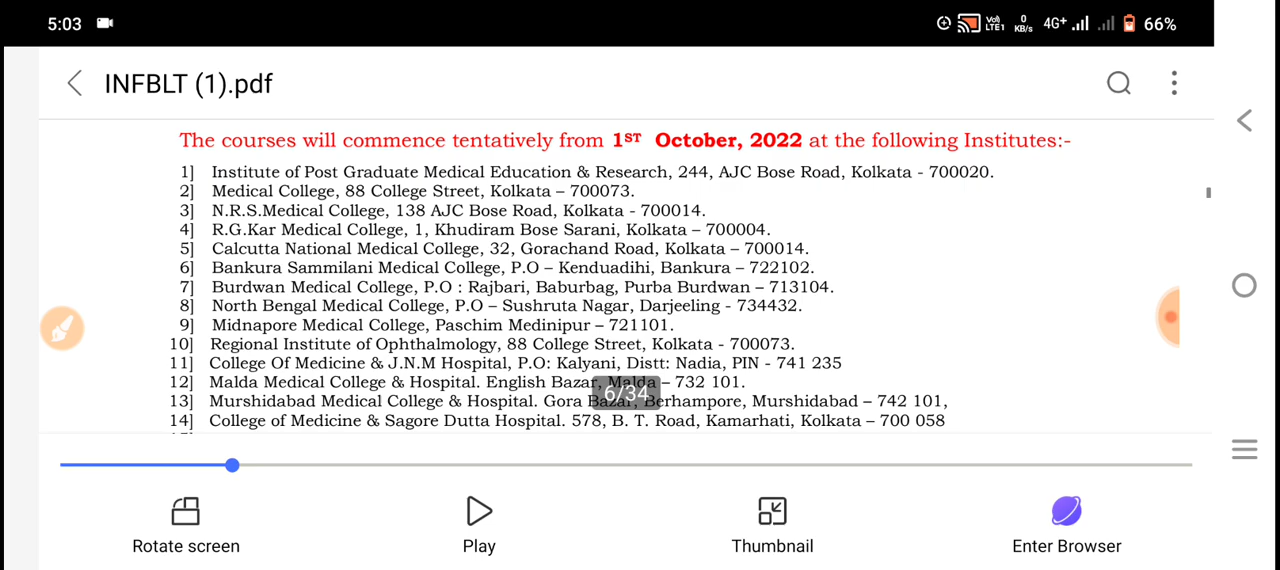 5:03
Vo)) LTE1 0 KB/s 4G+ 66%
INFBLT (1).pdf
The courses will commence tentatively from 1ST October, 2022 at the following Institutes:-
1] Institute of Post Graduate Medical Education & Research, 244, AJC Bose Road, Kolkata - 700020.
2] Medical College, 88 College Street, Kolkata – 700073.
3] N.R.S.Medical College, 138 AJC Bose Road, Kolkata - 700014.
4] R.G.Kar Medical College, 1, Khudiram Bose Sarani, Kolkata – 700004.
5] Calcutta National Medical College, 32, Gorachand Road, Kolkata – 700014.
6] Bankura Sammilani Medical College, P.O – Kenduadihi, Bankura – 722102.
7] Burdwan Medical College, P.O : Rajbari, Baburbag, Purba Burdwan – 713104.
8] North Bengal Medical College, P.O – Sushruta Nagar, Darjeeling - 734432.
9] Midnapore Medical College, Paschim Medinipur – 721101.
10] Regional Institute of Ophthalmology, 88 College Street, Kolkata - 700073.
11] College Of Medicine & J.N.M Hospital, P.O: Kalyani, Distt: Nadia, PIN - 741 235
12] Malda Medical College & Hospital. English Bazar, Malda – 732 101.
6/34
13] Murshidabad Medical College & Hospital. Gora Bazar, Berhampore, Murshidabad – 742 101,
14] College of Medicine & Sagore Dutta Hospital. 578, B. T. Road, Kamarhati, Kolkata – 700 058
Rotate screen
Play
Thumbnail
Enter Browser